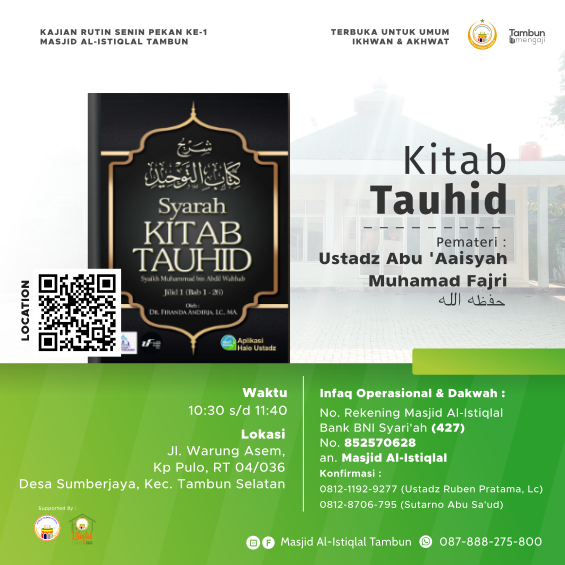 KAJIAN RUTIN SENIN PEKAN KE-1
MASJID AL-ISTIQLAL TAMBUN
TERBUKA UNTUK UMUM
IKHWAN & AKHWAT
Tambun
mengaji
شرح
كتاب التوحيد
Syarah
KITAB
TAUHID
Syaikh Muhammad bin Abdil Wahhab
Jilid 1 (Bab 1 - 26)
Oleh :
DR. FIRANDA ANDIRJA, LC., MA.
Aplikasi
Halo Ustadz
LOCATION
Kitab
Tauhid
Pemateri :
Ustadz Abu 'Aaisyah
Muhamad Fajri
حفظه الله
Waktu
10:30 s/d 11:40
Lokasi
Jl. Warung Asem,
Kp Pulo, RT 04/036
Desa Sumberjaya, Kec. Tambun Selatan
Infaq Operasional & Dakwah :
No. Rekening Masjid Al-Istiqlal
Bank BNI Syari'ah (427)
No. 852570628
an. Masjid Al-Istiqlal
Konfirmasi :
0812-1192-9277 (Ustadz Ruben Pratama, Lc)
0812-8706-795 (Sutarno Abu Sa'ud)
Supported By :
Masjid Al-Istiqlal Tambun
087-888-275-800